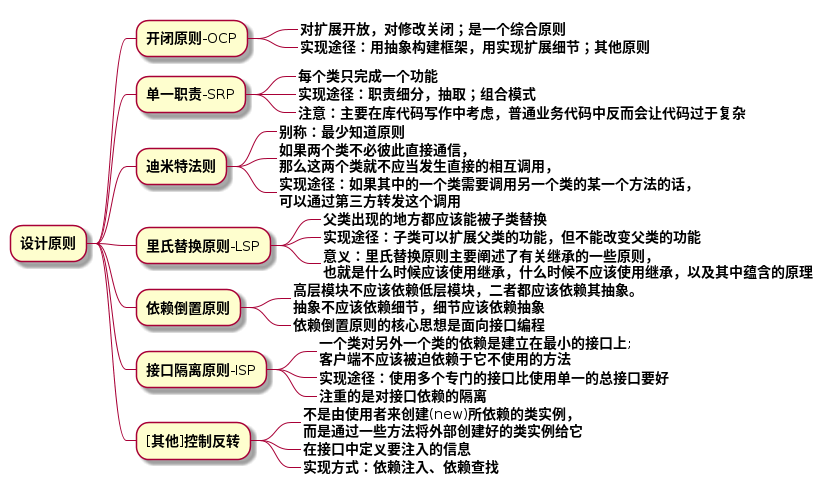 设计原则
开闭原则-OCP
对扩展开放，对修改关闭；是一个综合原则
实现途径：用抽象构建框架，用实现扩展细节；其他原则
单一职责-SRP
每个类只完成一个功能
实现途径：职责细分，抽取；组合模式
注意：主要在库代码写作中考虑，普通业务代码中反而会让代码过于复杂
迪米特法则
别称：最少知道原则
如果两个类不必彼此直接通信，
那么这两个类就不应当发生直接的相互调用，
实现途径：如果其中的一个类需要调用另一个类的某一个方法的话，
可以通过第三方转发这个调用
里氏替换原则-LSP
父类出现的地方都应该能被子类替换
实现途径：子类可以扩展父类的功能，但不能改变父类的功能
意义：里氏替换原则主要阐述了有关继承的一些原则，
也就是什么时候应该使用继承，什么时候不应该使用继承，以及其中蕴含的原理
依赖倒置原则
高层模块不应该依赖低层模块，二者都应该依赖其抽象。
抽象不应该依赖细节，细节应该依赖抽象
依赖倒置原则的核心思想是面向接口编程
接口隔离原则-ISP
一个类对另外一个类的依赖是建立在最小的接口上;
客户端不应该被迫依赖于它不使用的方法
实现途径：使用多个专门的接口比使用单一的总接口要好
注重的是对接口依赖的隔离
[其他]控制反转
不是由使用者来创建(new)所依赖的类实例，
而是通过一些方法将外部创建好的类实例给它
在接口中定义要注入的信息
实现方式：依赖注入、依赖查找